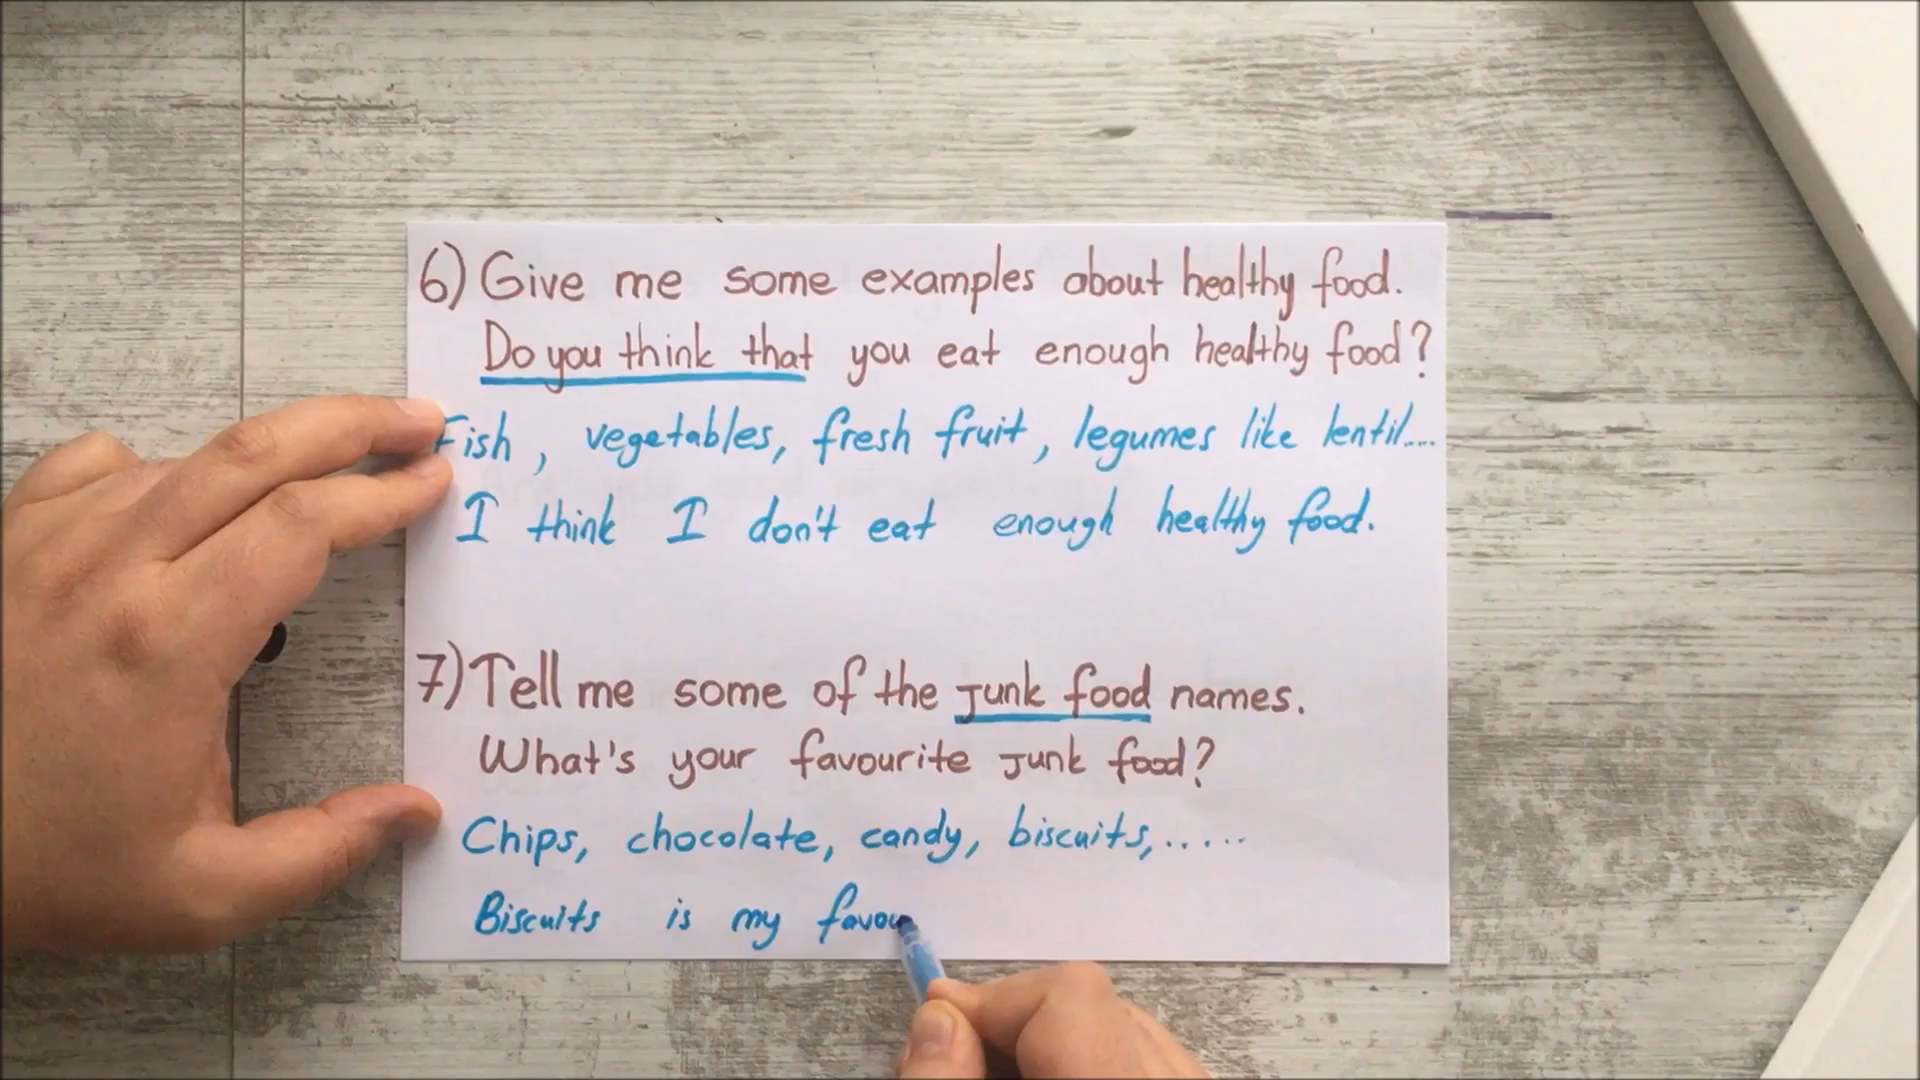 6) Give me some examples about healthy food.
Do you think that you eat enough healthy food?
Fish, vegetables, fresh fruit, legumes like lentil....
I think I don't eat enough healthy food.
7) Tell me some of the junk food names.
What's your favourite junk food?
Chips, chocolate, candy, biscuits,.....
Biscuits is my favou